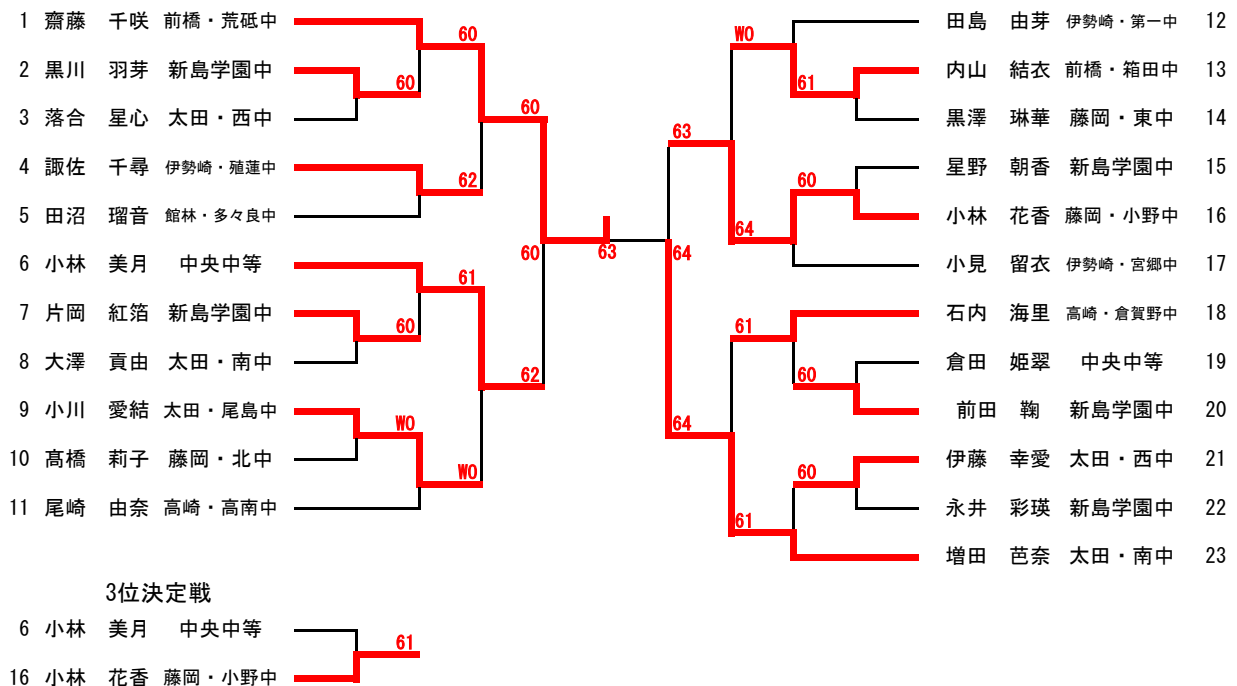 1 齋藤 千咲 前橋・荒砥中
2 黒川 羽芽 新島学園中
3 落合 星心 太田・西中
4 諏佐 千尋 伊勢崎・殖蓮中
5 田沼 瑠音 館林・多々良中
6 小林 美月 中央中等
7 片岡 紅箔 新島学園中
8 大澤 貢由 太田・南中
9 小川 愛結 太田・尾島中
10 髙橋 莉子 藤岡・北中
11 尾崎 由奈 高崎・高南中
60
60
62
61
60
W0
W0
60
62
60
63
63
64
64
W0
61
60
64
61
60
60
61
田島 由芽 伊勢崎・第一中 12
内山 結衣 前橋・箱田中 13
黒澤 琳華 藤岡・東中 14
星野 朝香 新島学園中 15
小林 花香 藤岡・小野中 16
小見 留衣 伊勢崎・宮郷中 17
石内 海里 高崎・倉賀野中 18
倉田 姫翠 中央中等 19
前田 鞠 新島学園中 20
伊藤 幸愛 太田・西中 21
永井 彩瑛 新島学園中 22
増田 芭奈 太田・南中 23
3位決定戦
6 小林 美月 中央中等
61
16 小林 花香 藤岡・小野中